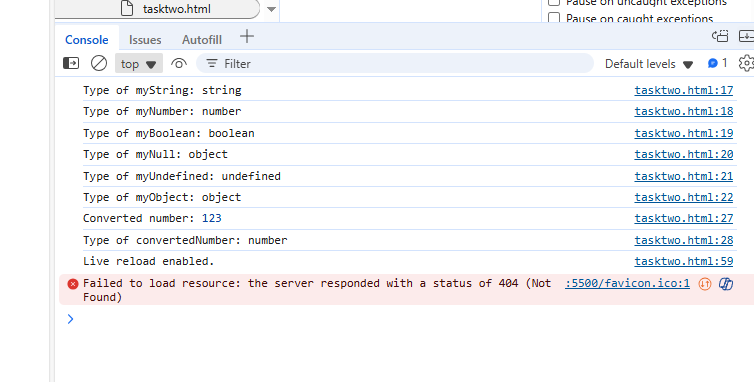 tasktwo.html
Pause on uncaught exceptions
Pause on caught exceptions
Console Issues Autofill
top Filter Default levels 1
Type of myString: string tasktwo.html:17
Type of myNumber: number tasktwo.html:18
Type of myBoolean: boolean tasktwo.html:19
Type of myNull: object tasktwo.html:20
Type of myUndefined: undefined tasktwo.html:21
Type of myObject: object tasktwo.html:22
Converted number: 123 tasktwo.html:27
Type of convertedNumber: number tasktwo.html:28
Live reload enabled. tasktwo.html:59
Failed to load resource: the server responded with a status of 404 (Not :5500/favicon.ico:1
Found)